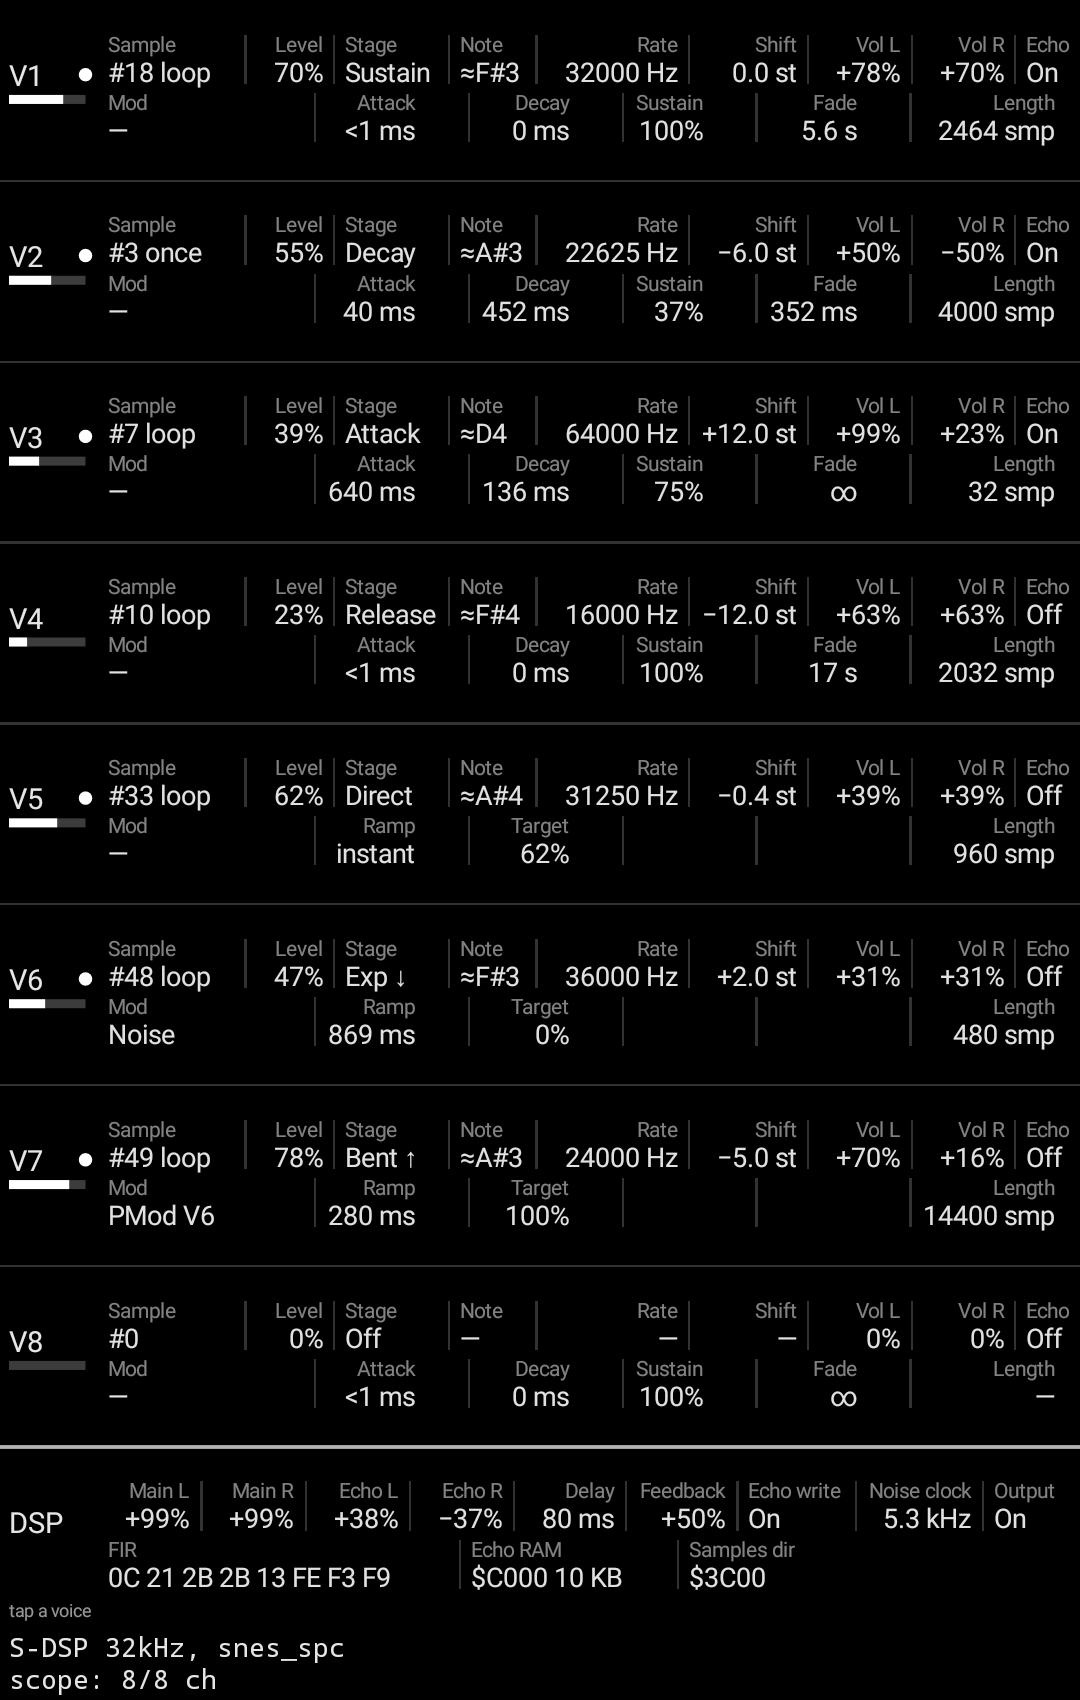 Sample Level Stage Note Rate Shift Vol L Vol R Echo
V1 #18 loop 70% Sustain ≈F#3 32000 Hz 0.0 st +78% +70% On
Mod Attack Decay Sustain Fade Length
— <1 ms 0 ms 100% 5.6 s 2464 smp
Sample Level Stage Note Rate Shift Vol L Vol R Echo
V2 #3 once 55% Decay ≈A#3 22625 Hz −6.0 st +50% −50% On
Mod Attack Decay Sustain Fade Length
— 40 ms 452 ms 37% 352 ms 4000 smp
Sample Level Stage Note Rate Shift Vol L Vol R Echo
V3 #7 loop 39% Attack ≈D4 64000 Hz +12.0 st +99% +23% On
Mod Attack Decay Sustain Fade Length
— 640 ms 136 ms 75% ∞ 32 smp
Sample Level Stage Note Rate Shift Vol L Vol R Echo
V4 #10 loop 23% Release ≈F#4 16000 Hz −12.0 st +63% +63% Off
Mod Attack Decay Sustain Fade Length
— <1 ms 0 ms 100% 17 s 2032 smp
Sample Level Stage Note Rate Shift Vol L Vol R Echo
V5 #33 loop 62% Direct ≈A#4 31250 Hz −0.4 st +39% +39% Off
Mod Ramp Target Length
— instant 62% 960 smp
Sample Level Stage Note Rate Shift Vol L Vol R Echo
V6 #48 loop 47% Exp ↓ ≈F#3 36000 Hz +2.0 st +31% +31% Off
Mod Ramp Target Length
Noise 869 ms 0% 480 smp
Sample Level Stage Note Rate Shift Vol L Vol R Echo
V7 #49 loop 78% Bent ↑ ≈A#3 24000 Hz −5.0 st +70% +16% Off
Mod Ramp Target Length
PMod V6 280 ms 100% 14400 smp
Sample Level Stage Note Rate Shift Vol L Vol R Echo
V8 #0 0% Off — — — 0% 0% Off
Mod Attack Decay Sustain Fade Length
— <1 ms 0 ms 100% ∞ —
Main L Main R Echo L Echo R Delay Feedback Echo write Noise clock Output
DSP +99% +99% +38% −37% 80 ms +50% On 5.3 kHz On
FIR Echo RAM Samples dir
0C 21 2B 2B 13 FE F3 F9 $C000 10 KB $3C00
tap a voice
S-DSP 32kHz, snes_spc
scope: 8/8 ch